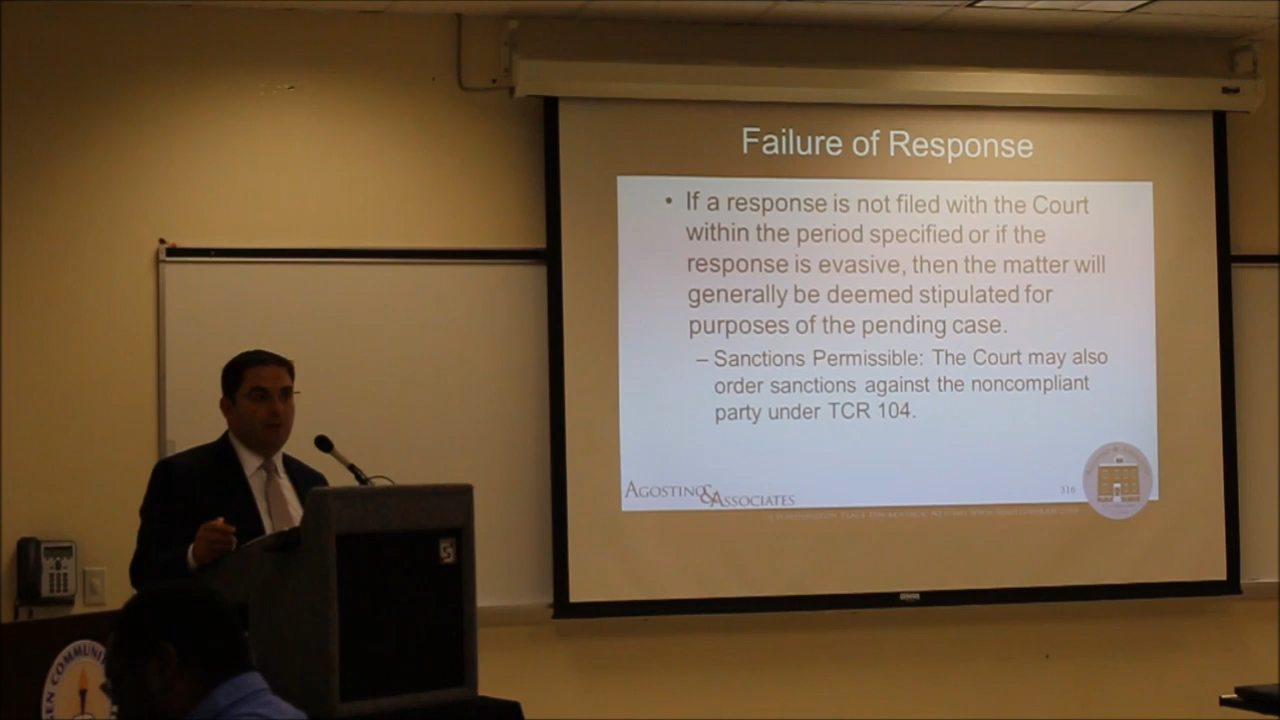 Failure of Response
• If a response is not filed with the Court
within the period specified or if the
response is evasive, then the matter will
generally be deemed stipulated for
purposes of the pending case.
– Sanctions Permissible: The Court may also
order sanctions against the noncompliant
party under TCR 104.
AGOSTINO & ASSOCIATES
316
GEN COMMUNI